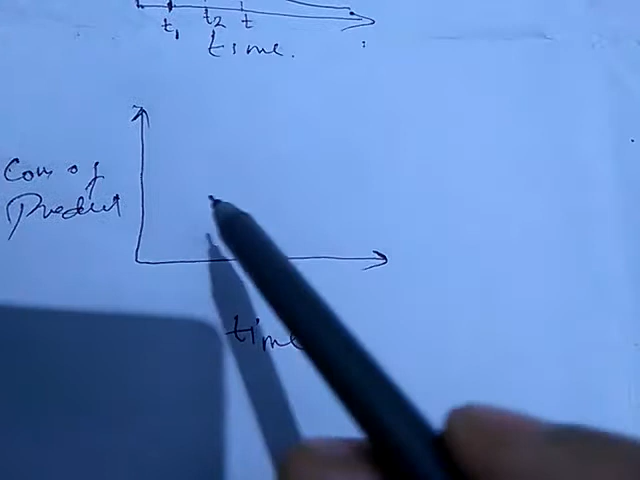 t₁ t₂ t
time.
Con of
Product
time